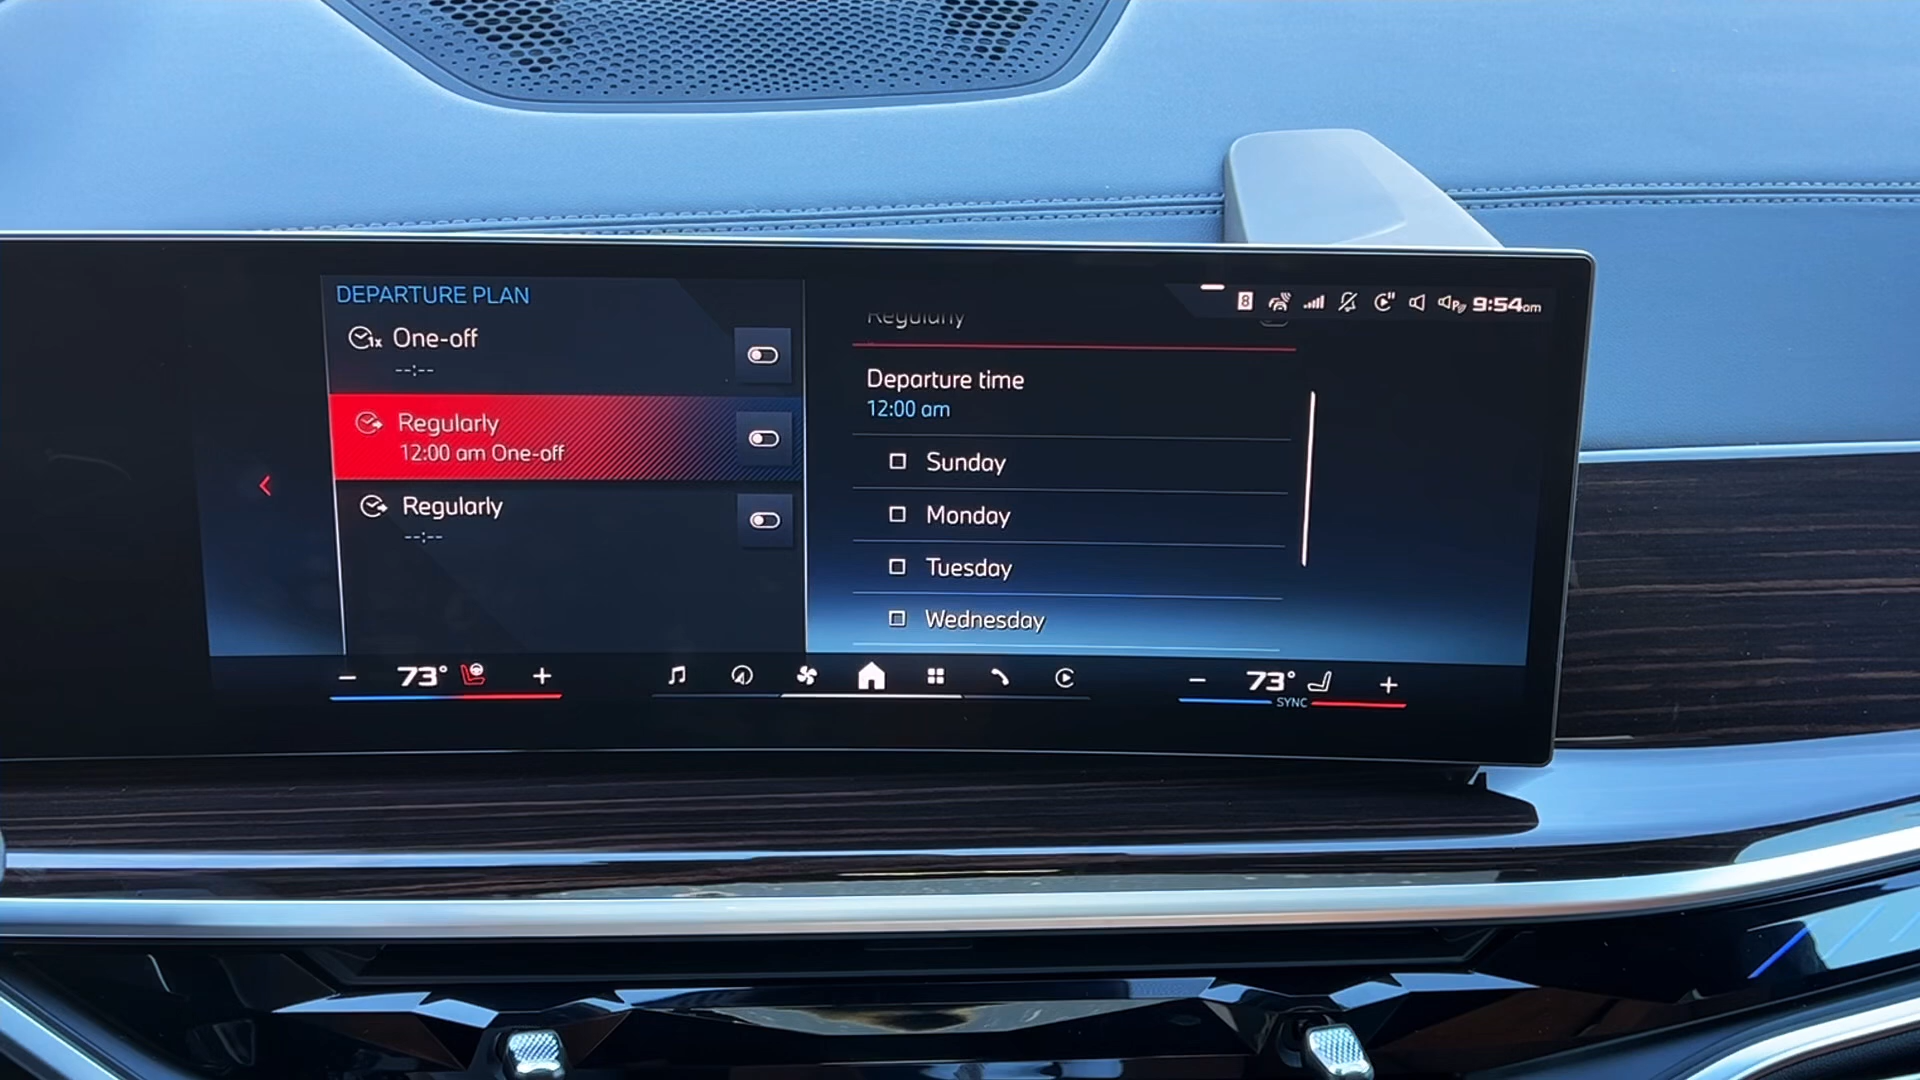 DEPARTURE PLAN
One-off
--:--
Regularly
12:00 am One-off
Regularly
--:--
8
9:54am
Regularly
Departure time
12:00 am
Sunday
Monday
Tuesday
Wednesday
73°
73°
SYNC